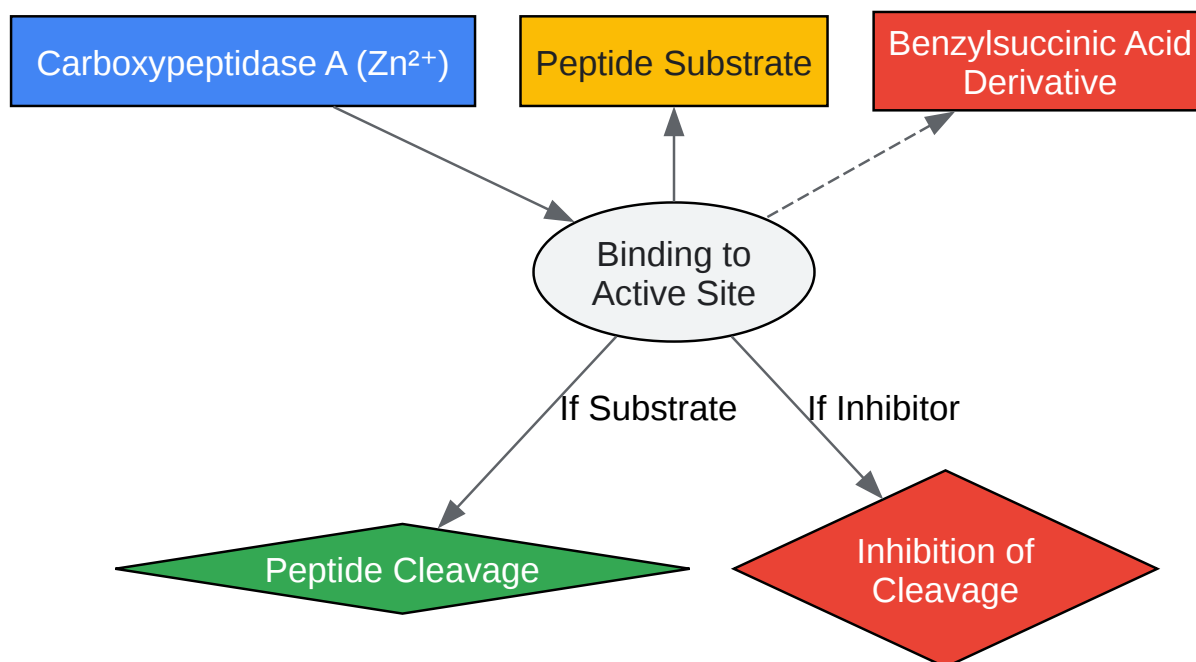 Carboxypeptidase A (Zn²⁺)
Peptide Substrate
Benzylsuccinic Acid
Derivative
Binding to
Active Site
If Substrate
If Inhibitor
Peptide Cleavage
Inhibition of
Cleavage